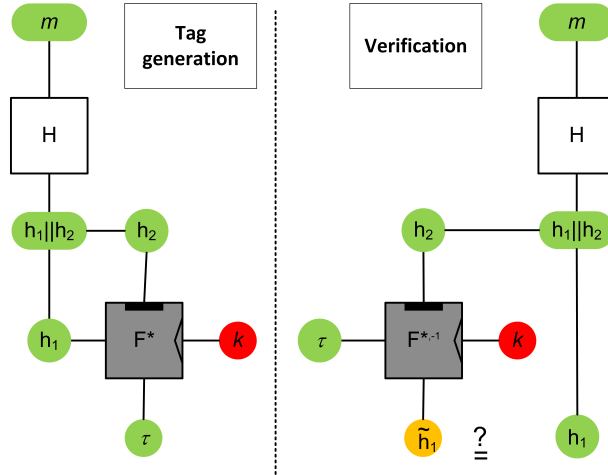 m
Tag
generation
Verification
m
H
H
h₁||h₂
h₂
h₂
h₁||h₂
h₁
F*
k
τ
F*,-1
k
τ
h̃₁
?
=
h₁